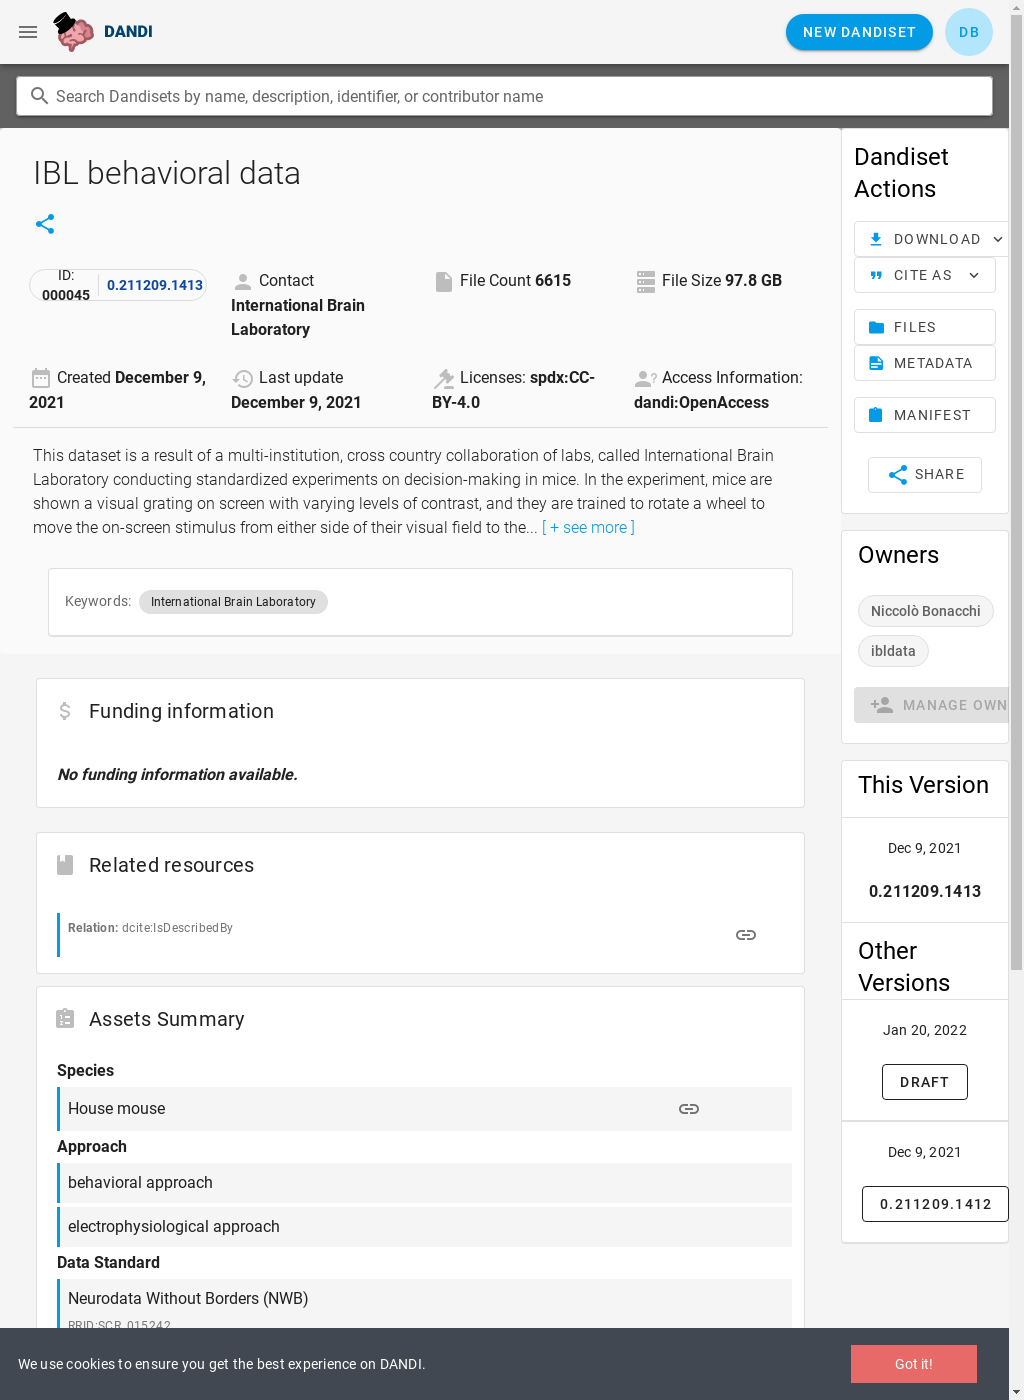 DANDI
NEW DANDISET
DB
Search Dandisets by name, description, identifier, or contributor name
IBL behavioral data
ID:
000045
0.211209.1413
Contact
International Brain
Laboratory
File Count 6615
File Size 97.8 GB
Created December 9,
2021
Last update
December 9, 2021
Licenses: spdx:CC-
BY-4.0
Access Information:
dandi:OpenAccess
This dataset is a result of a multi-institution, cross country collaboration of labs, called International Brain
Laboratory conducting standardized experiments on decision-making in mice. In the experiment, mice are
shown a visual grating on screen with varying levels of contrast, and they are trained to rotate a wheel to
move the on-screen stimulus from either side of their visual field to the... [ + see more ]
Keywords: International Brain Laboratory
Funding information
No funding information available.
Related resources
Relation: dcite:IsDescribedBy
Assets Summary
Species
House mouse
Approach
behavioral approach
electrophysiological approach
Data Standard
Neurodata Without Borders (NWB)
RRID:SCR_015242
Dandiset
Actions
DOWNLOAD
CITE AS
FILES
METADATA
MANIFEST
SHARE
Owners
Niccolò Bonacchi
ibldata
MANAGE OWN
This Version
Dec 9, 2021
0.211209.1413
Other
Versions
Jan 20, 2022
DRAFT
Dec 9, 2021
0.211209.1412
We use cookies to ensure you get the best experience on DANDI.
Got it!